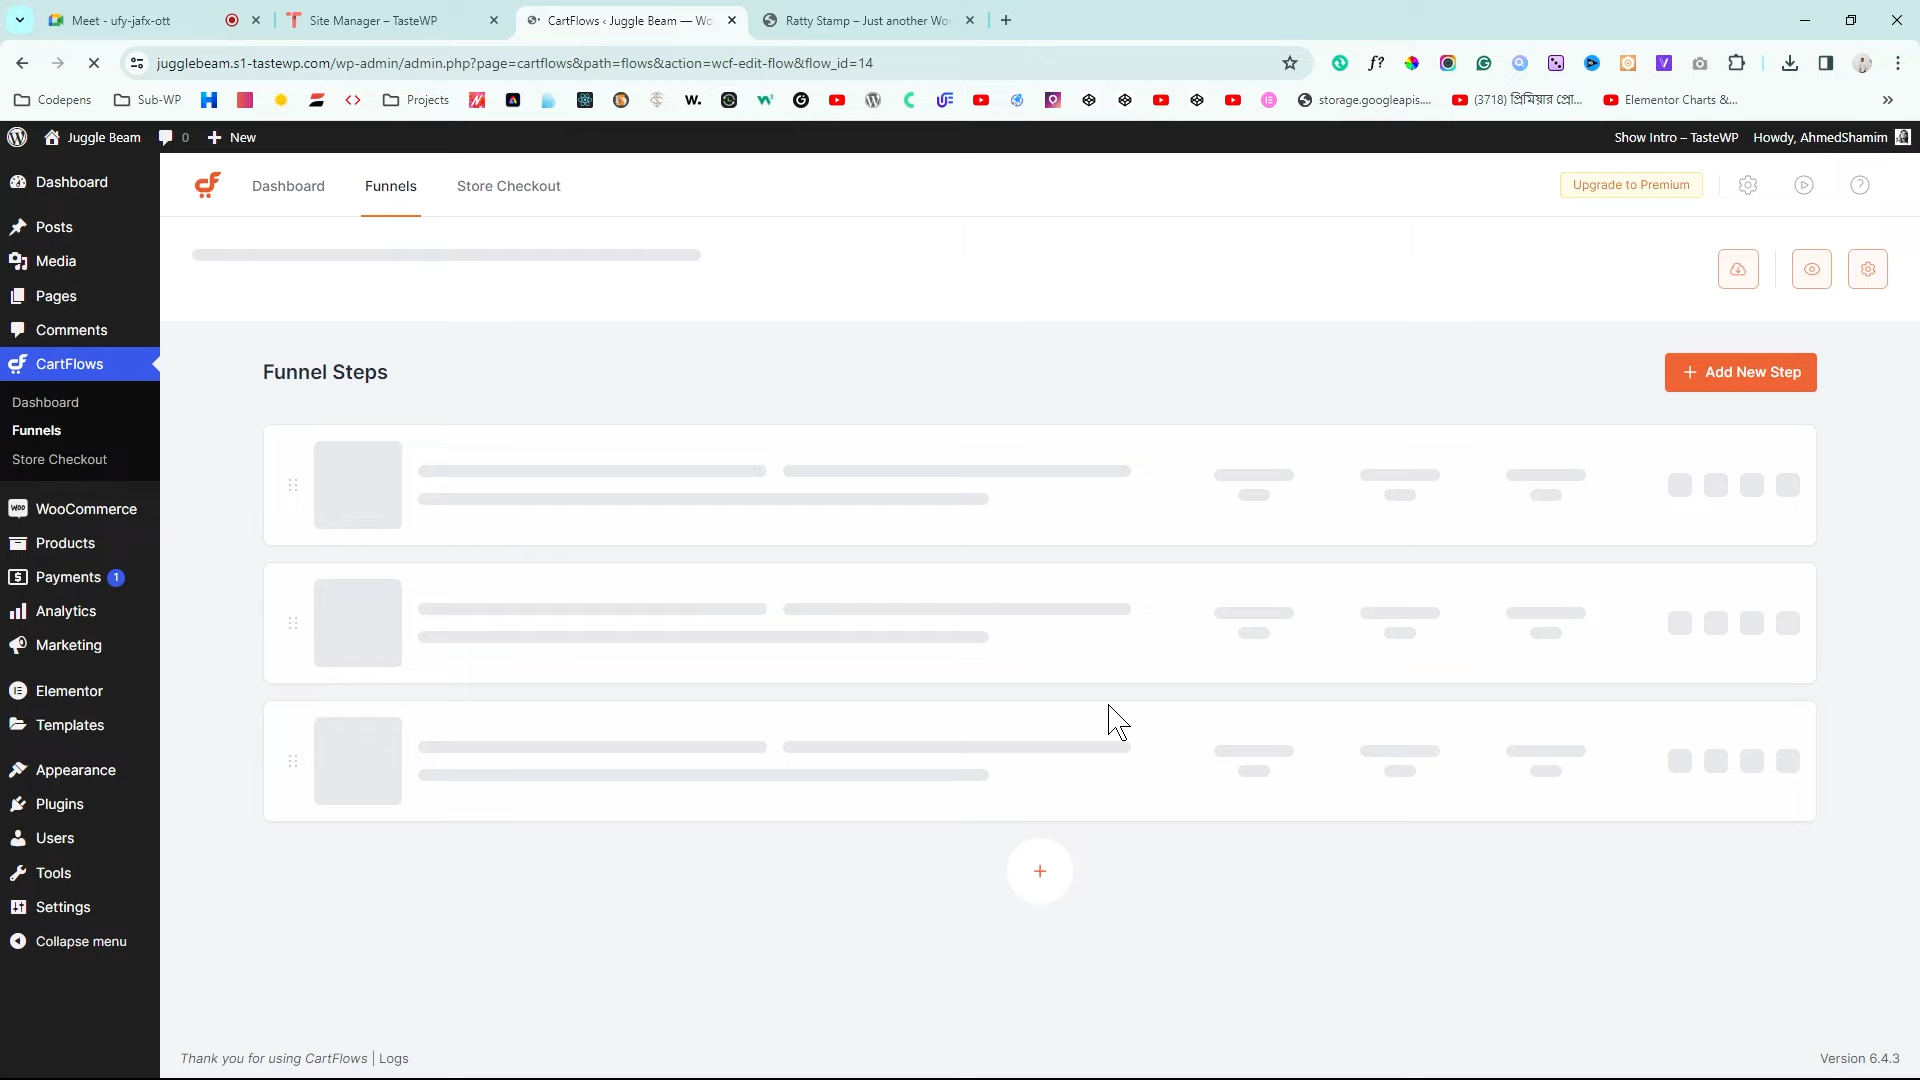 Meet – ufy-jafx-ott
Site Manager – TasteWP
CartFlows ‹ Juggle Beam — Wo
Ratty Stamp – Just another Wo
jugglebeam.s1-tastewp.com/wp-admin/admin.php?page=cartflows&path=flows&action=wcf-edit-flow&flow_id=14
Codepens
Sub-WP
Projects
storage.googleapis....
(3718) প্রিমিয়ার প্রো...
Elementor Charts &...
Juggle Beam
0
New
Show Intro – TasteWP
Howdy, AhmedShamim
Dashboard
Posts
Media
Pages
Comments
CartFlows
Dashboard
Funnels
Store Checkout
WooCommerce
Products
Payments 1
Analytics
Marketing
Elementor
Templates
Appearance
Plugins
Users
Tools
Settings
Collapse menu
Dashboard
Funnels
Store Checkout
Upgrade to Premium
Funnel Steps
Add New Step
Thank you for using CartFlows | Logs
Version 6.4.3